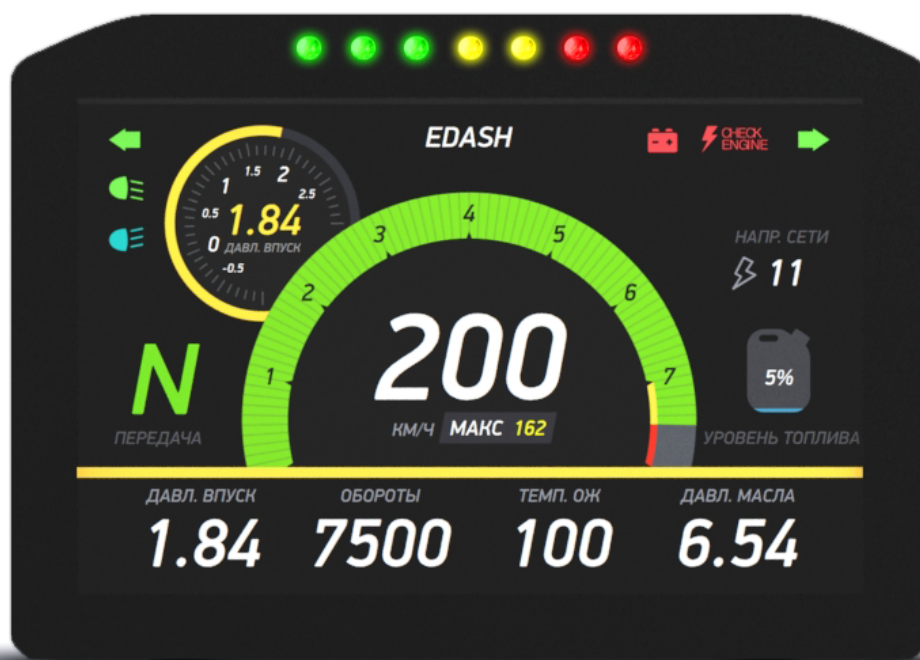 EDASH
CHECK
ENGINE
1.5
1
2
2.5
0.5
1.84
0 ДАВЛ. ВПУСК
-0.5
1
2
3
4
5
6
7
НАПР. СЕТИ
11
200
КМ/Ч МАКС 162
N
ПЕРЕДАЧА
5%
УРОВЕНЬ ТОПЛИВА
ДАВЛ. ВПУСК
1.84
ОБОРОТЫ
7500
ТЕМП. ОЖ
100
ДАВЛ. МАСЛА
6.54